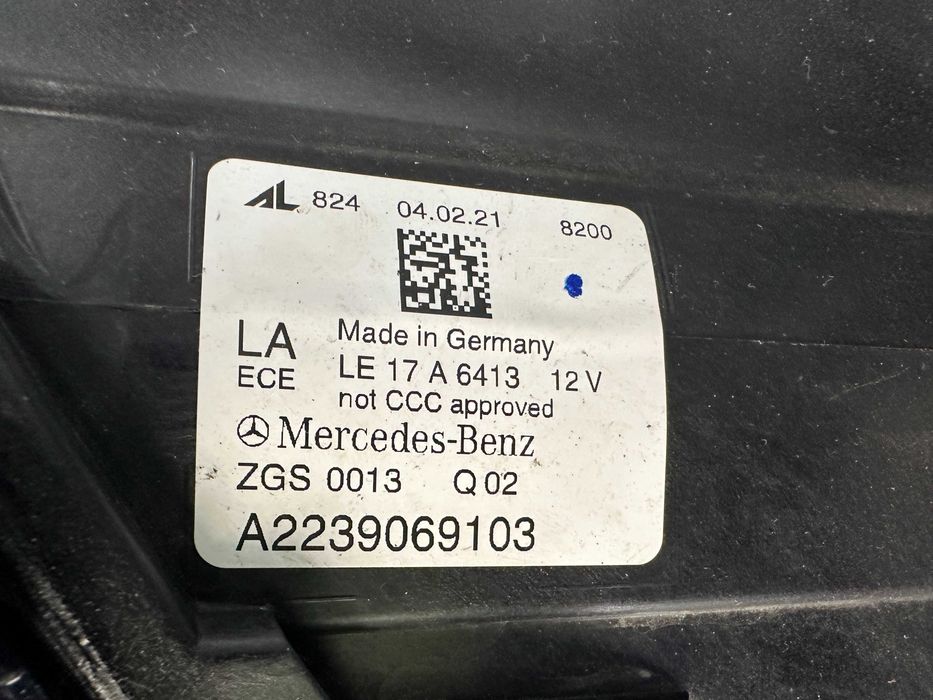 AL 824 04.02.21 8200
Made in Germany
LA LE 17 A 6413 12 V
ECE not CCC approved
Mercedes-Benz
ZGS 0013 Q 02
A2239069103